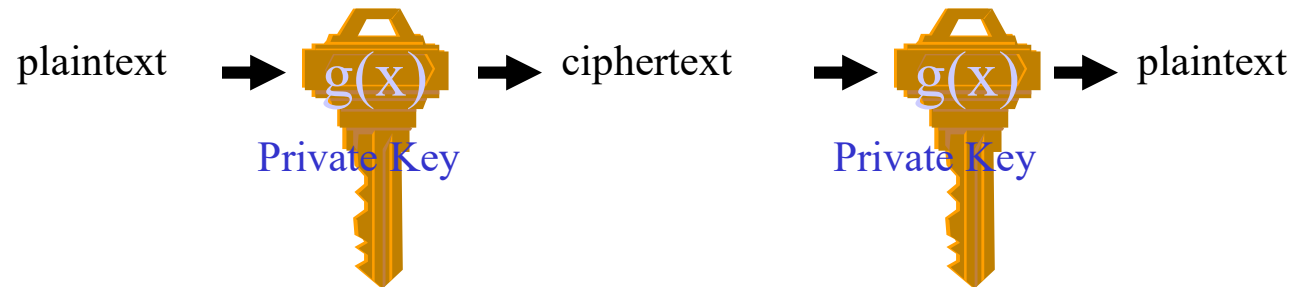 plaintext g(x) ciphertext g(x) plaintext
Private Key Private Key